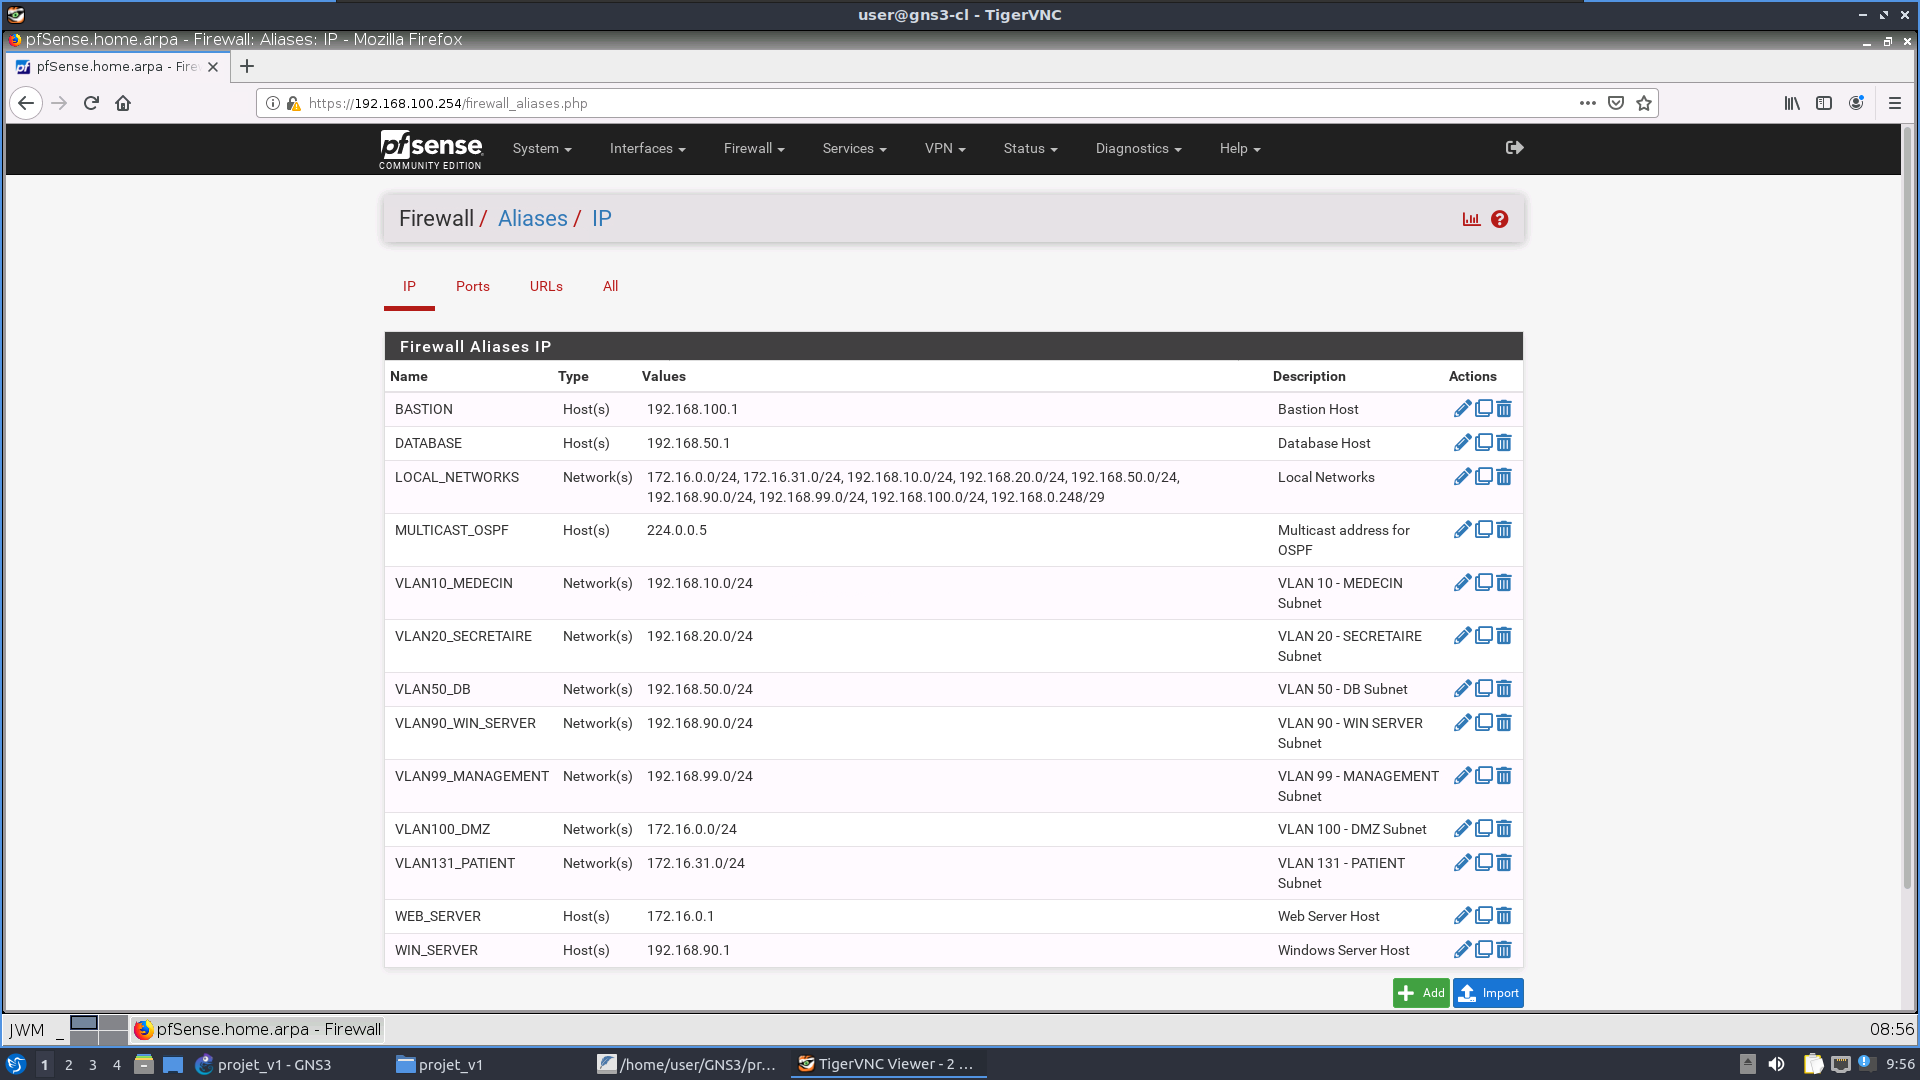 user@gns3-cl - TigerVNC
pfSense.home.arpa - Firewall: Aliases: IP - Mozilla Firefox
pfSense.home.arpa - Fire
https://192.168.100.254/firewall_aliases.php
pfsense
COMMUNITY EDITION
System Interfaces Firewall Services VPN Status Diagnostics Help
Firewall / Aliases / IP
IP Ports URLs All
Firewall Aliases IP
Name Type Values Description Actions
BASTION Host(s) 192.168.100.1 Bastion Host
DATABASE Host(s) 192.168.50.1 Database Host
LOCAL_NETWORKS Network(s) 172.16.0.0/24, 172.16.31.0/24, 192.168.10.0/24, 192.168.20.0/24, 192.168.50.0/24, Local Networks
192.168.90.0/24, 192.168.99.0/24, 192.168.100.0/24, 192.168.0.248/29
MULTICAST_OSPF Host(s) 224.0.0.5 Multicast address for
OSPF
VLAN10_MEDECIN Network(s) 192.168.10.0/24 VLAN 10 - MEDECIN
Subnet
VLAN20_SECRETAIRE Network(s) 192.168.20.0/24 VLAN 20 - SECRETAIRE
Subnet
VLAN50_DB Network(s) 192.168.50.0/24 VLAN 50 - DB Subnet
VLAN90_WIN_SERVER Network(s) 192.168.90.0/24 VLAN 90 - WIN SERVER
Subnet
VLAN99_MANAGEMENT Network(s) 192.168.99.0/24 VLAN 99 - MANAGEMENT
Subnet
VLAN100_DMZ Network(s) 172.16.0.0/24 VLAN 100 - DMZ Subnet
VLAN131_PATIENT Network(s) 172.16.31.0/24 VLAN 131 - PATIENT
Subnet
WEB_SERVER Host(s) 172.16.0.1 Web Server Host
WIN_SERVER Host(s) 192.168.90.1 Windows Server Host
Add Import
JWM _ pfSense.home.arpa - Firewall 08:56
1 2 3 4 projet_v1 - GNS3 projet_v1 /home/user/GNS3/pr... TigerVNC Viewer - 2 ... 9:56